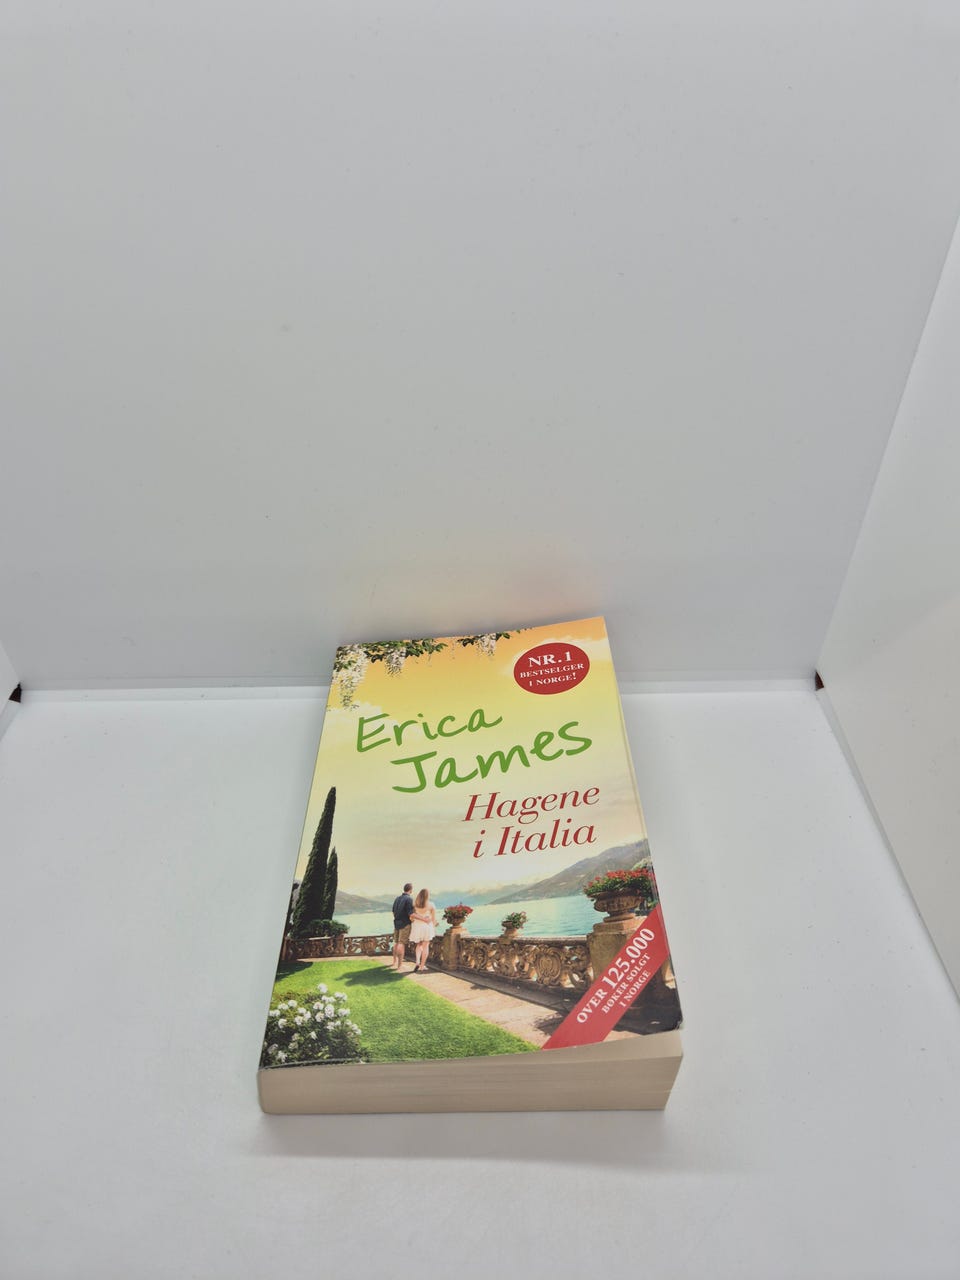 NR.1
BESTSELGER
I NORGE!
Erica
James
Hagene
i Italia
OVER 125.000
BØKER SOLGT
I NORGE